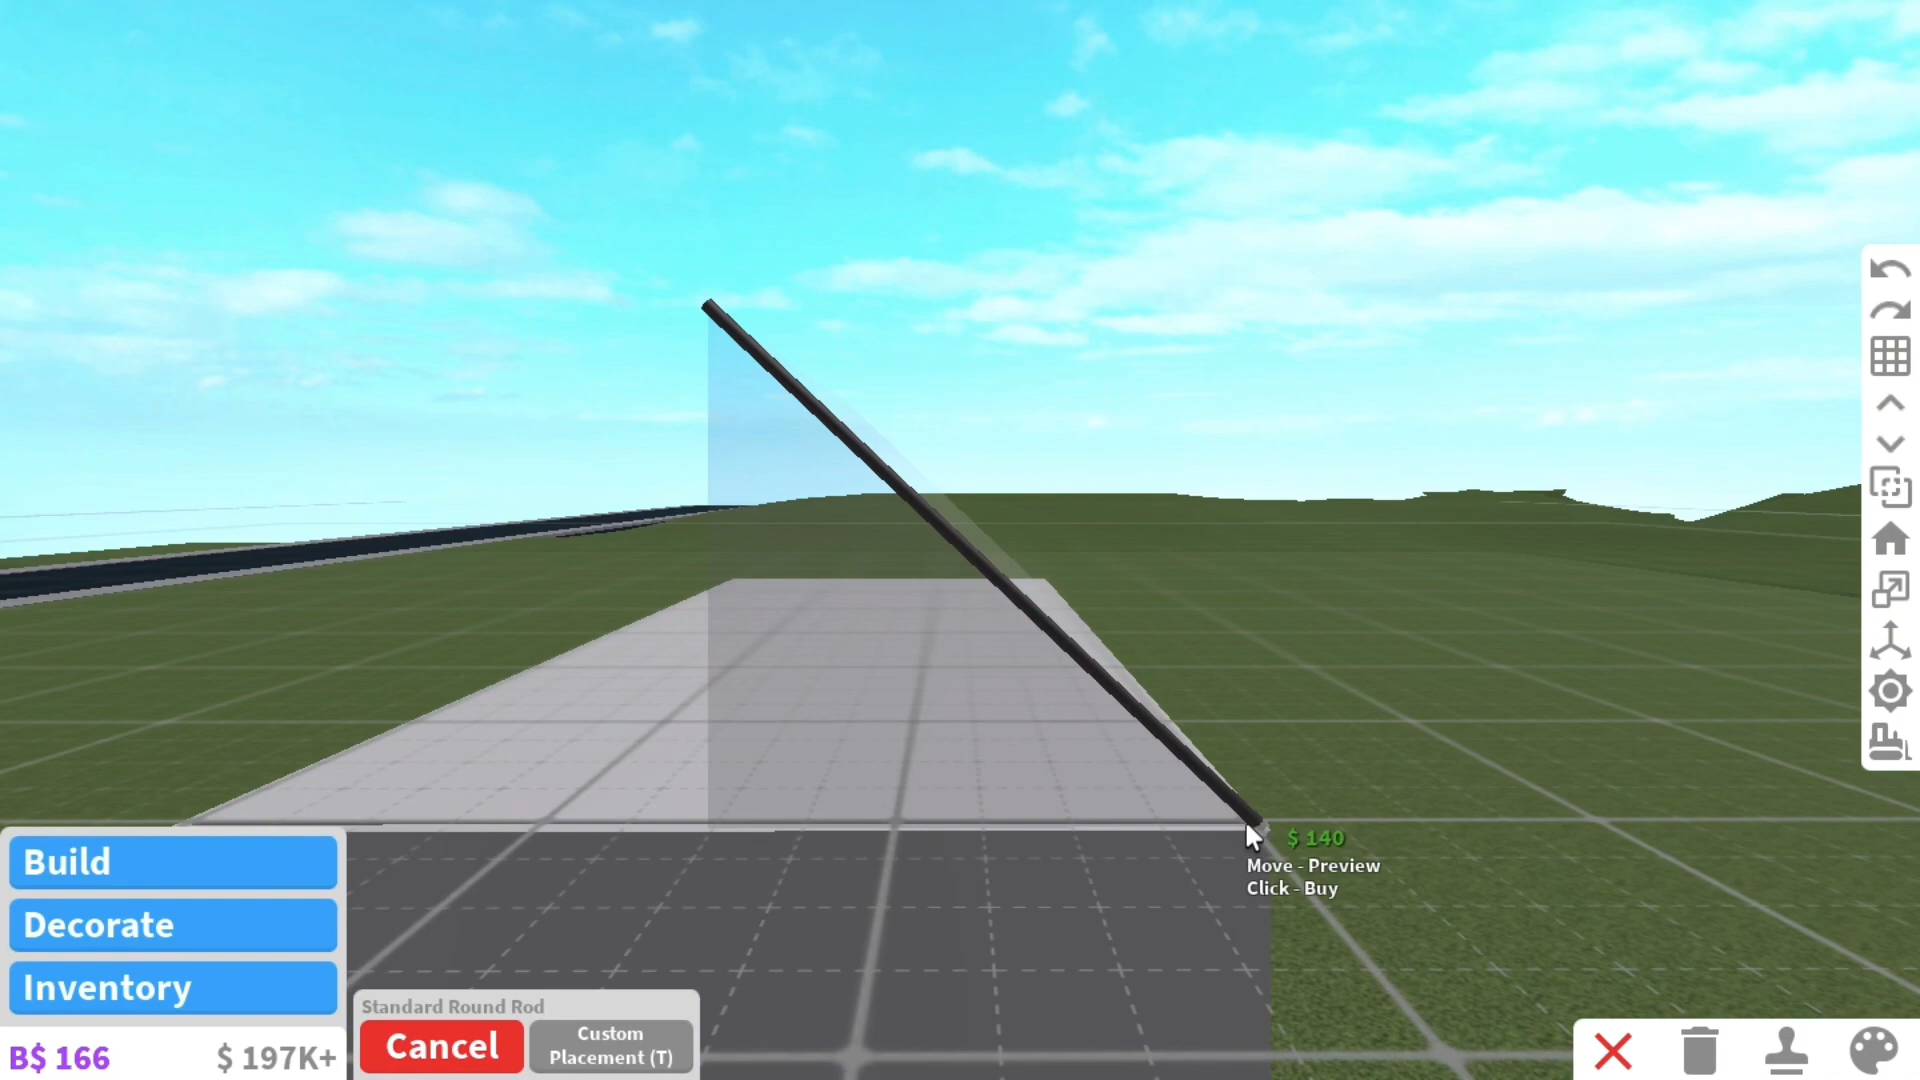 $ 140
Move - Preview
Click - Buy
Build
Decorate
Inventory
B$ 166
$ 197K+
Standard Round Rod
Cancel
Custom
Placement (T)